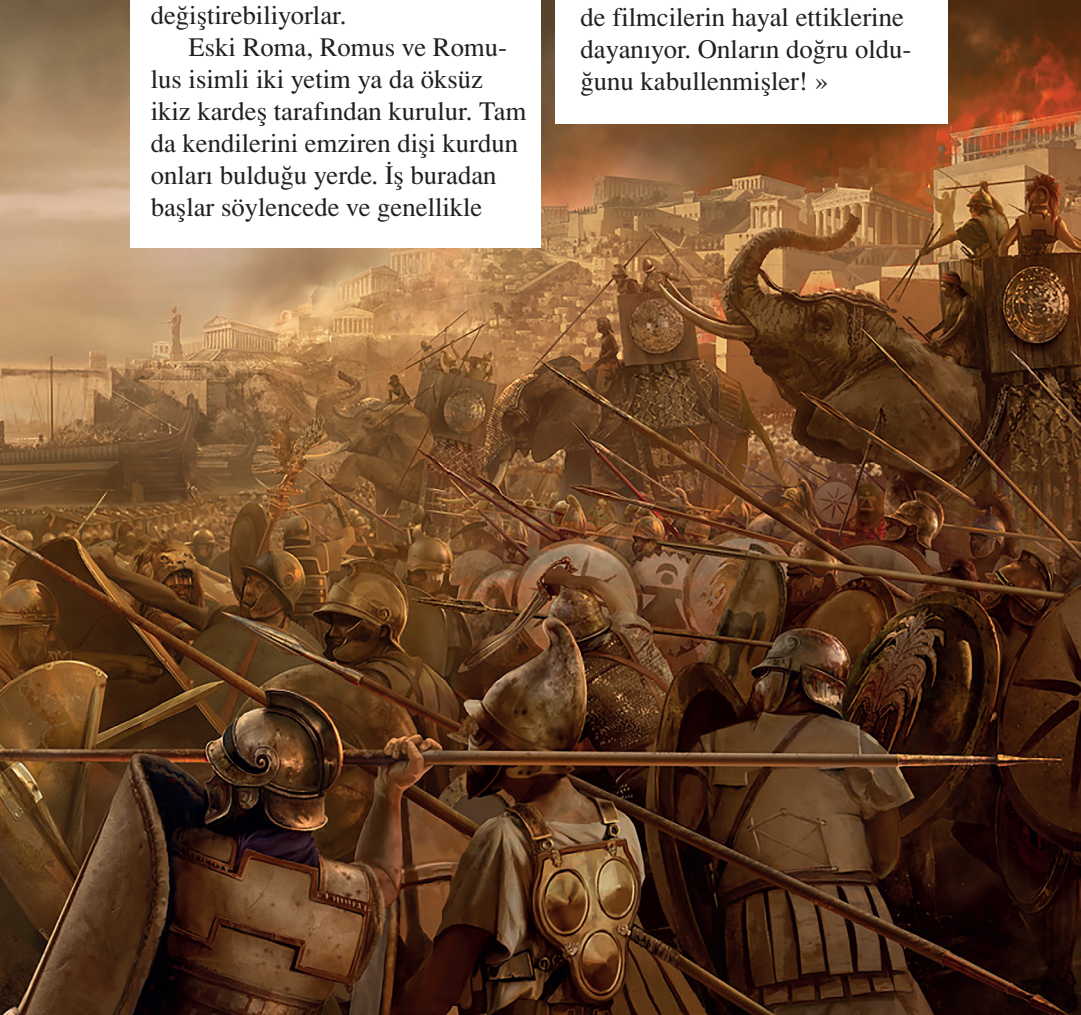 değiştirebiliyorlar.
Eski Roma, Romus ve Romu-
lus isimli iki yetim ya da öksüz
ikiz kardeş tarafından kurulur. Tam
da kendilerini emziren dişi kurdun
onları bulduğu yerde. İş buradan
başlar söylencede ve genellikle
de filmcilerin hayal ettiklerine
dayanıyor. Onların doğru oldu-
ğunu kabullenmişler! »